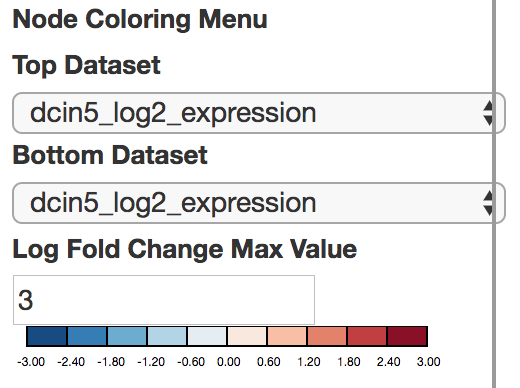 Node Coloring Menu
Top Dataset
dcin5_log2_expression
Bottom Dataset
dcin5_log2_expression
Log Fold Change Max Value
3
-3.00 -2.40 -1.80 -1.20 -0.60 0.00 0.60 1.20 1.80 2.40 3.00